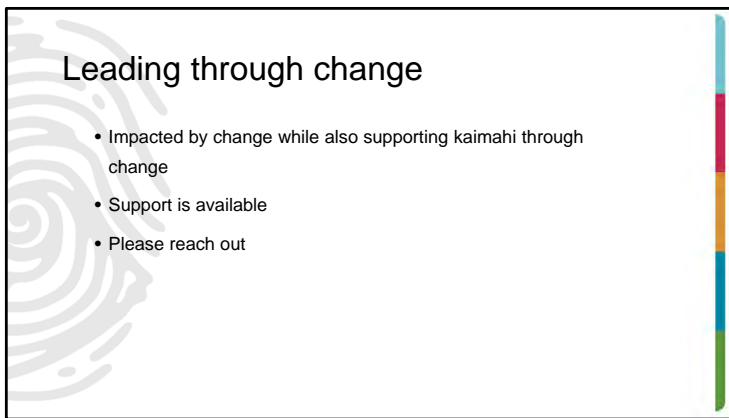 Leading through change
• Impacted by change while also supporting kaimahi through
change
• Support is available
• Please reach out